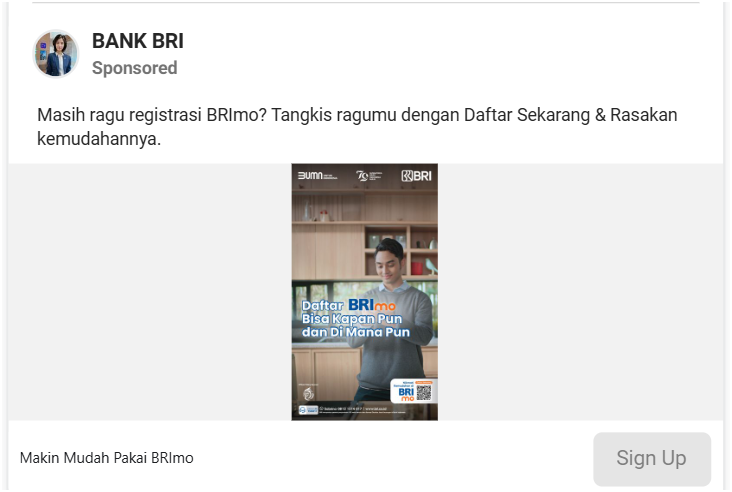 BANK BRI
Sponsored
Masih ragu registrasi BRImo? Tangkis ragumu dengan Daftar Sekarang & Rasakan
kemudahannya.
BUMN
BRI
Daftar BRImo
Bisa Kapan Pun
dan Di Mana Pun
BRI
mo
Makin Mudah Pakai BRImo
Sign Up